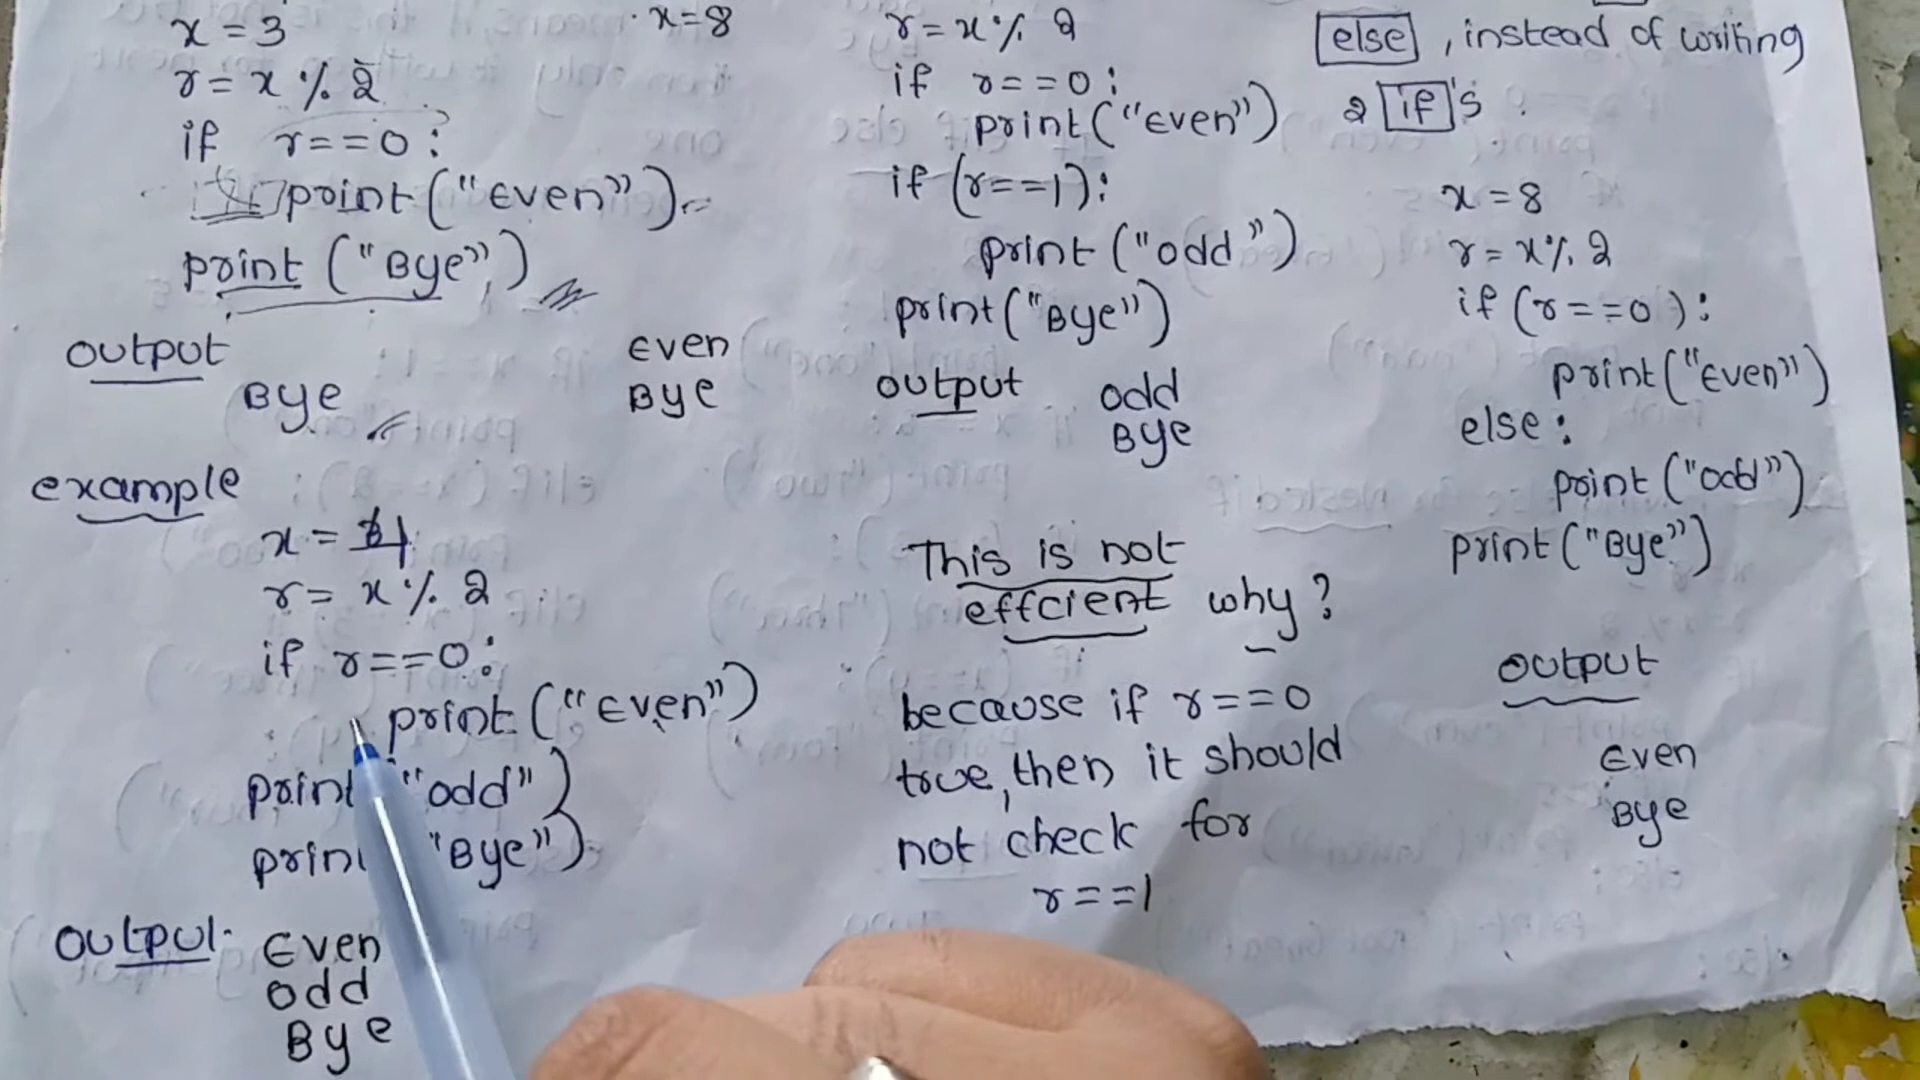 x = 3
r = x % 2
if r==0:
print("Even")
print ("Bye")
output
Bye
x=8
Even
Bye
example
x = 4
r= x % 2
if r==0:
print ("Even")
print "odd")
"Bye")
output
Even
odd
Bye
r=x % 2
if r==0:
print("Even")
if (r==1):
print ("odd")
print("Bye")
output odd
Bye
This is not
effcient why?
because if r==0
true, then it should
not check for
r==1
else, instead of writing
2 if's
x=8
r=x% 2
if (r==0):
print("Even")
else:
print ("odd")
print("Bye")
output
Even
Bye